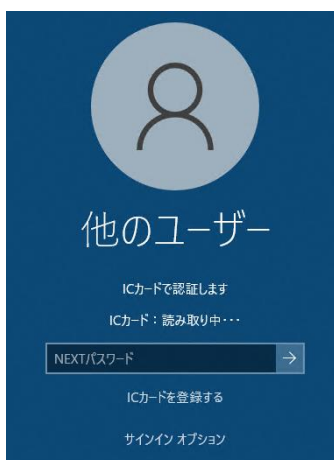 他のユーザー
ICカードで認証します
ICカード：読み取り中・・・
NEXTパスワード
ICカードを登録する
サインイン オプション